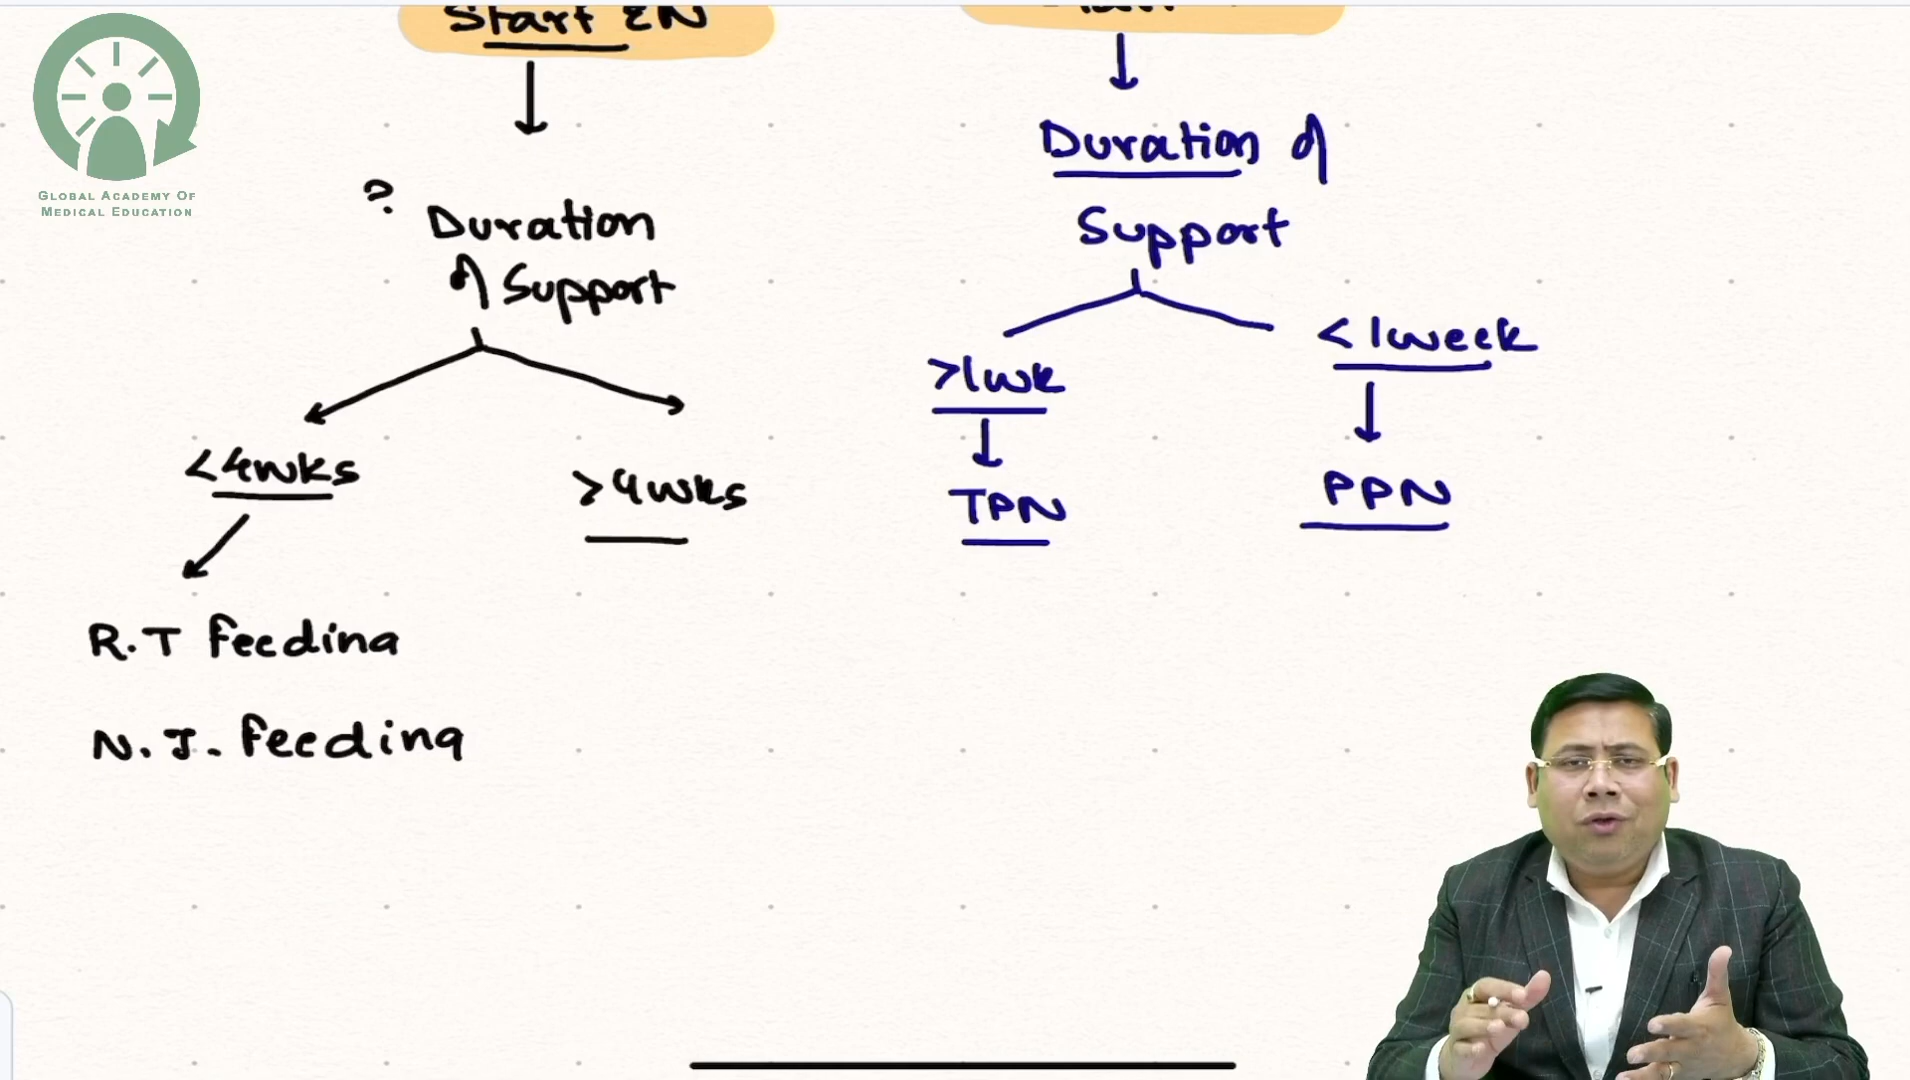 Start EN
GLOBAL ACADEMY OF
MEDICAL EDUCATION
?
Duration
of Support
<4wks
>4wks
R.T feeding
N.J. feeding
Duration of
Support
>1wk
<1week
TPN
PPN